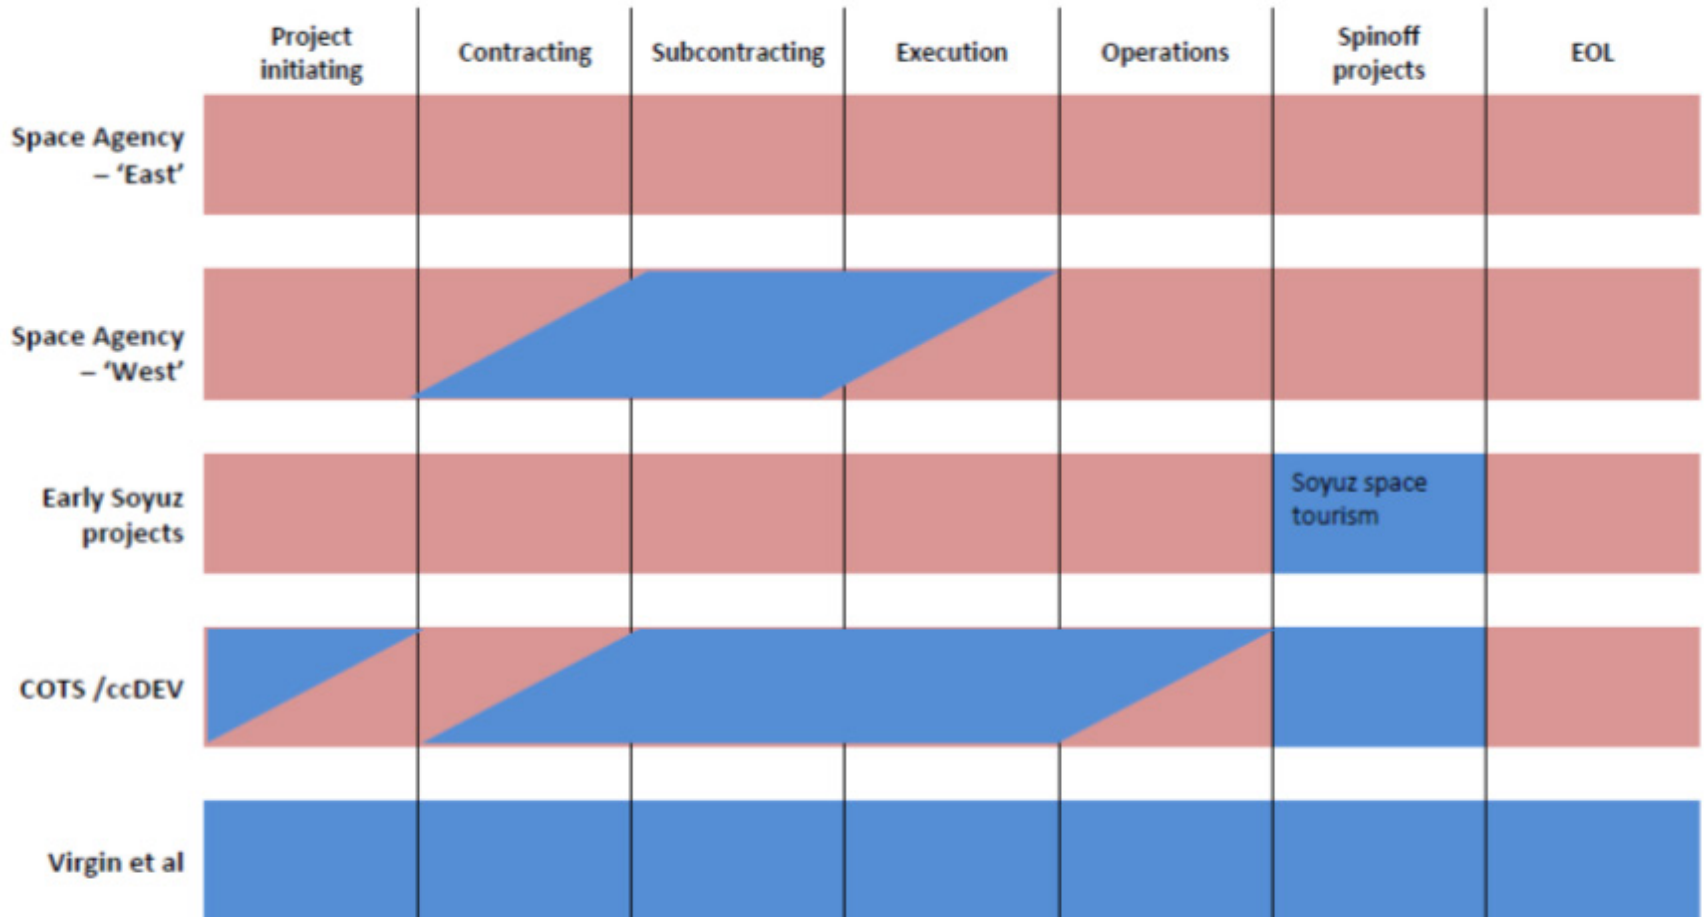 Project
initiating
Contracting
Subcontracting
Execution
Operations
Spinoff
projects
EOL
Space Agency
– ‘East’
Space Agency
– ‘West’
Early Soyuz
projects
Soyuz space
tourism
COTS /ccDEV
Virgin et al